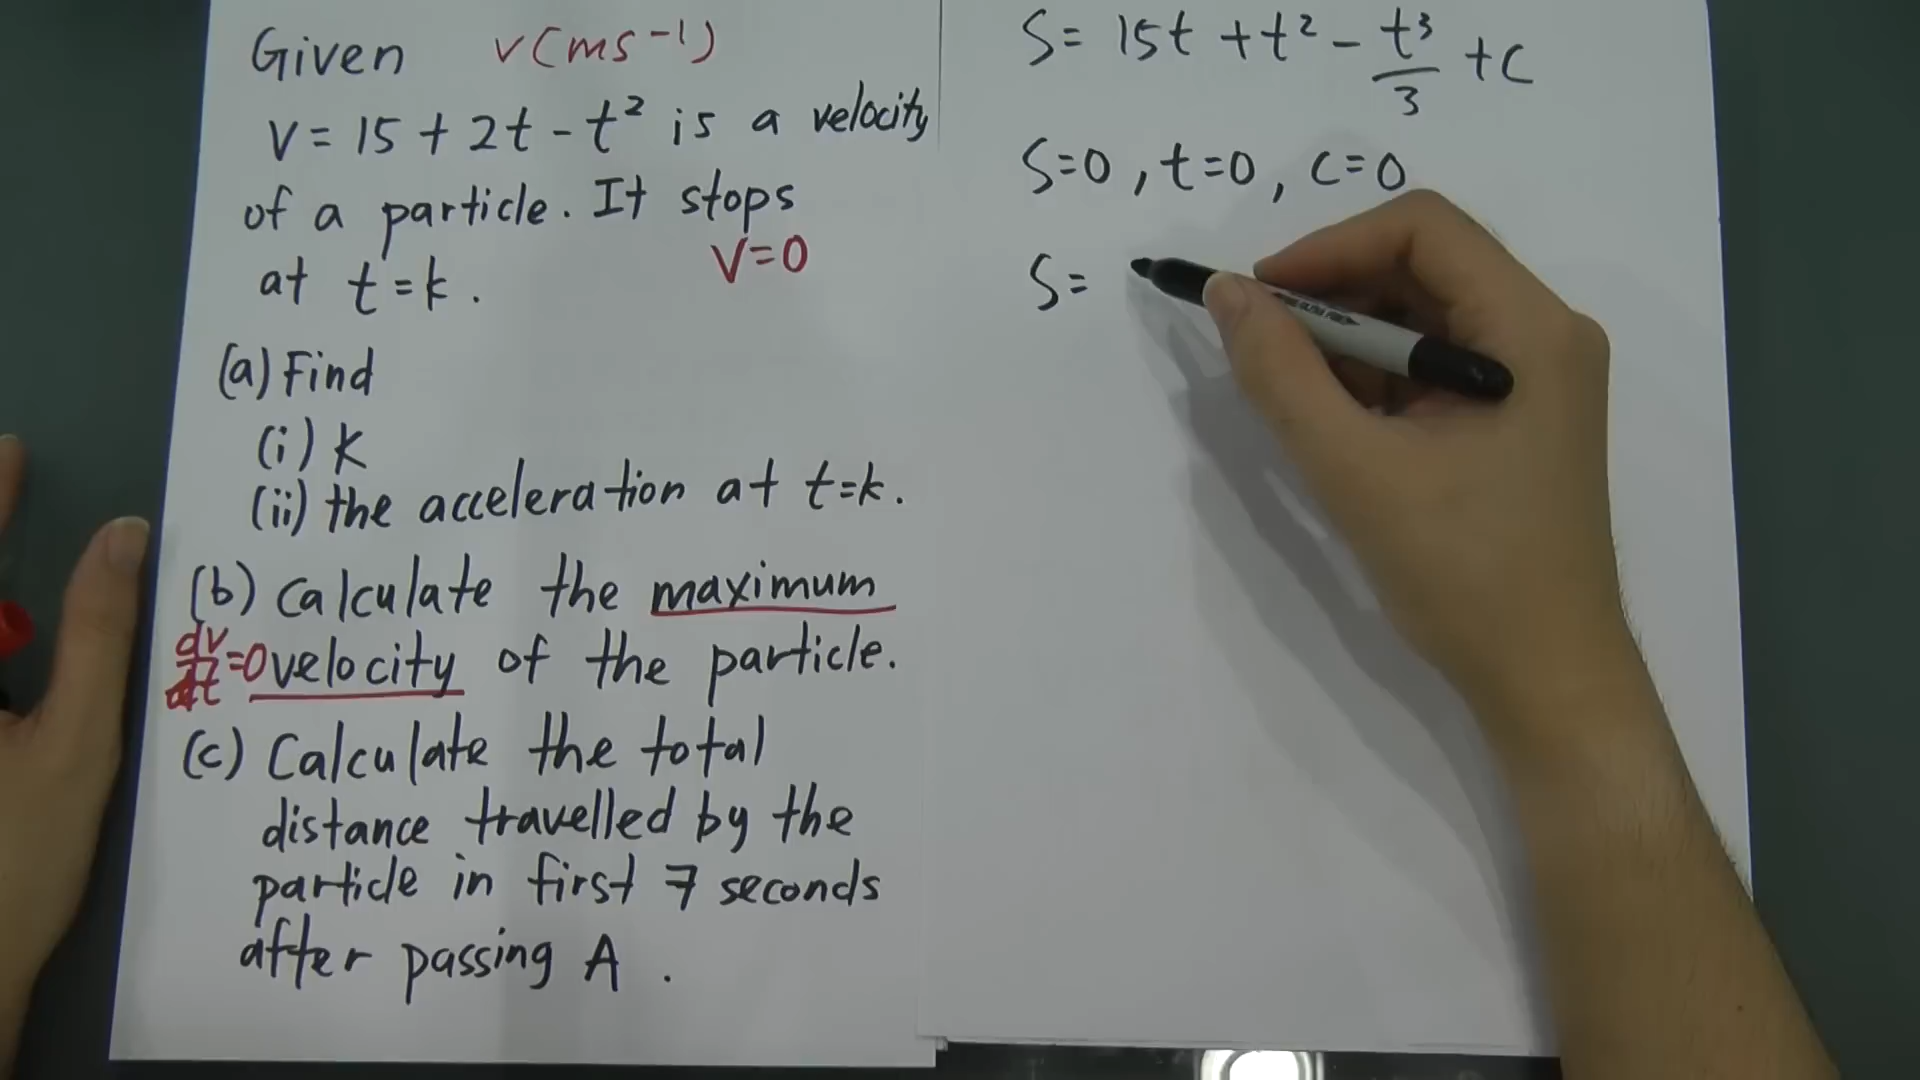 Given v(ms⁻¹)
v = 15 + 2t - t² is a velocity
of a particle. It stops
v=0
at t=k.
(a) Find
(i) k
(ii) the acceleration at t=k.
(b) Calculate the maximum
dv/dt=0 velocity of the particle.
(c) Calculate the total
distance travelled by the
particle in first 7 seconds
after passing A.
S= 15t + t² - t³/3 + c
S=0, t=0, c=0
S=